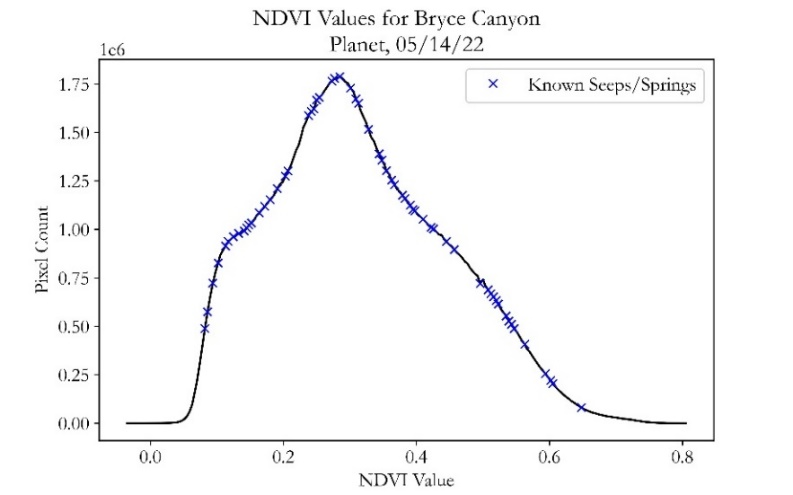 NDVI Values for Bryce Canyon
Planet, 05/14/22
1e6
Known Seeps/Springs
1.75
1.50
1.25
1.00
0.75
0.50
0.25
0.00
Pixel Count
0.0 0.2 0.4 0.6 0.8
NDVI Value